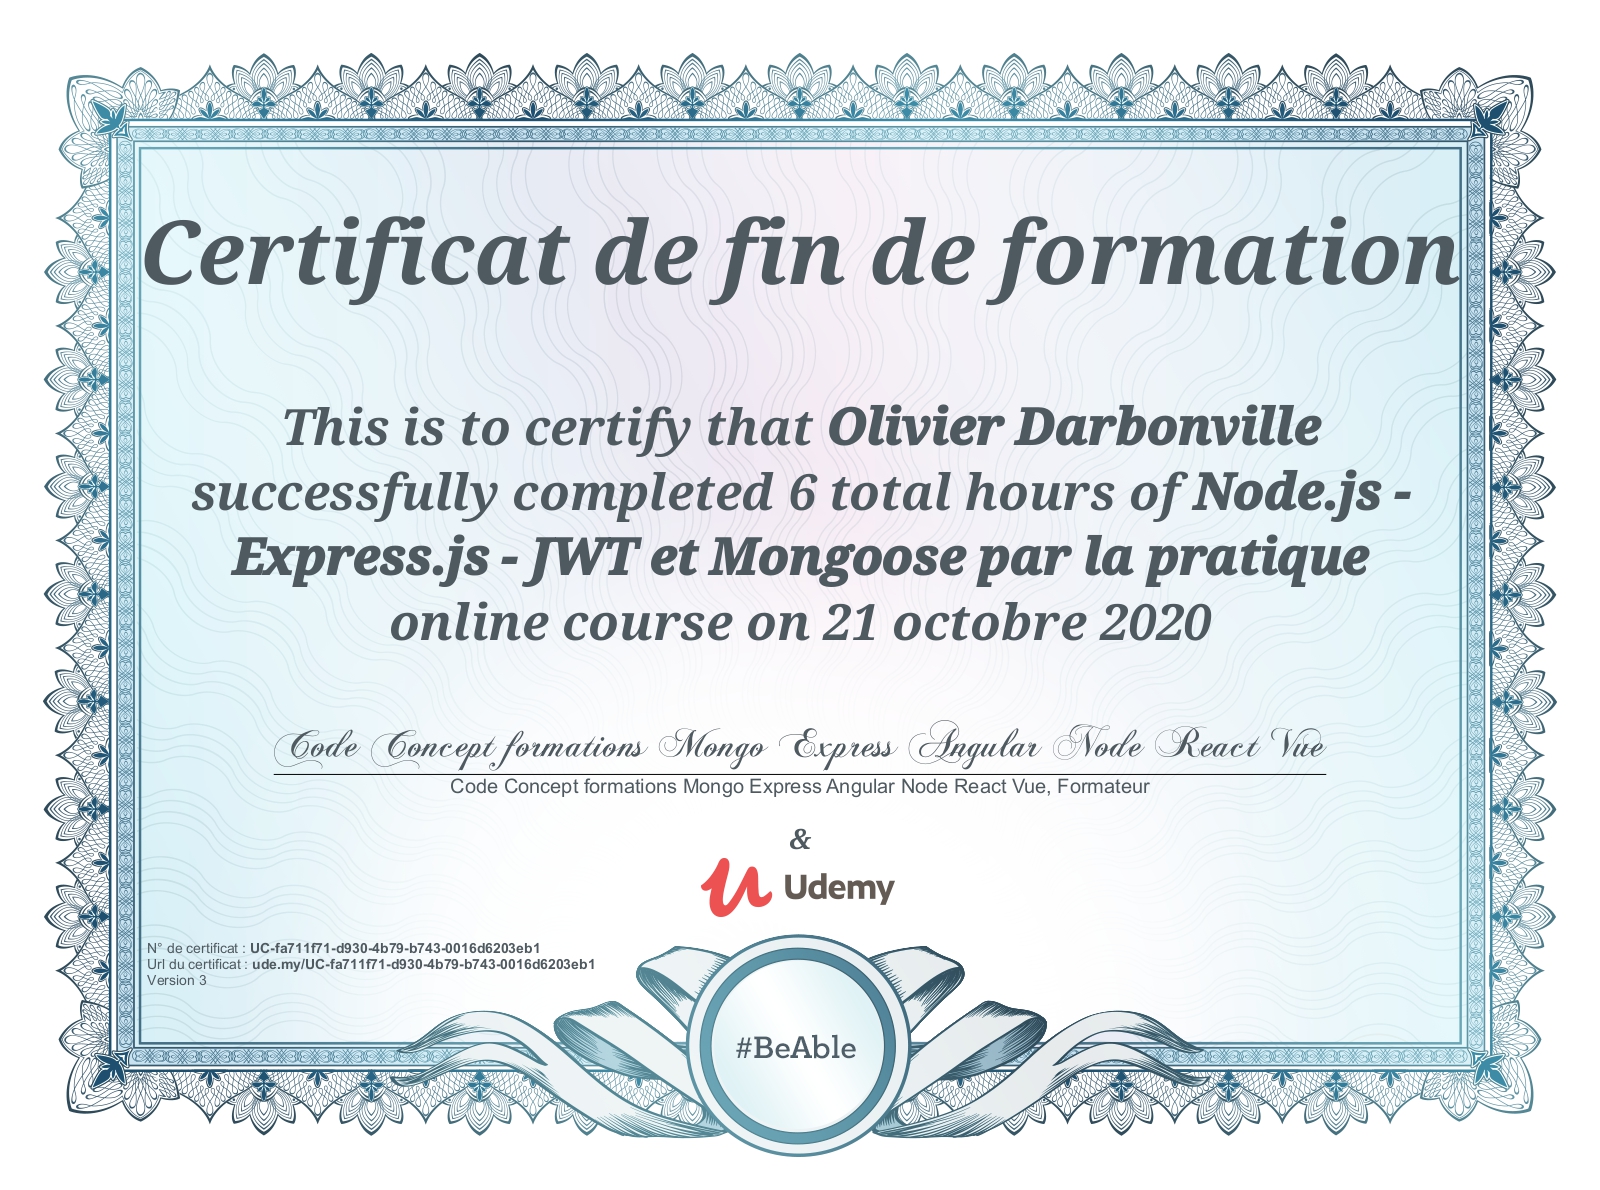 Certificat de fin de formation
This is to certify that Olivier Darbonville
successfully completed 6 total hours of Node.js -
Express.js - JWT et Mongoose par la pratique
online course on 21 octobre 2020
Code Concept formations Mongo Express Angular Node React Vue
Code Concept formations Mongo Express Angular Node React Vue, Formateur
&
Udemy
N° de certificat : UC-fa711f71-d930-4b79-b743-0016d6203eb1
Url du certificat : ude.my/UC-fa711f71-d930-4b79-b743-0016d6203eb1
Version 3
#BeAble